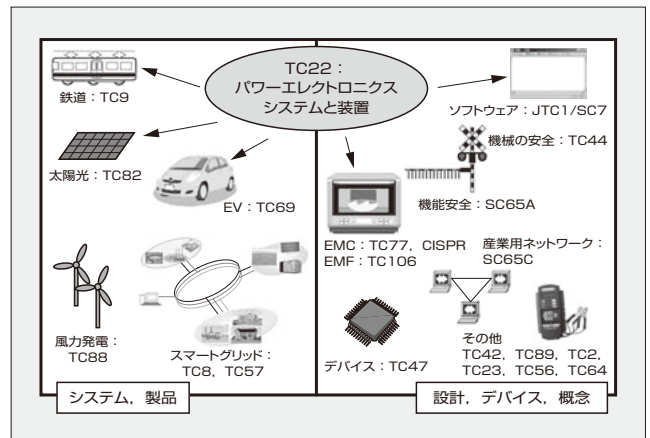 TC22：
パワーエレクトロニクス
システムと装置
鉄道：TC9
太陽光：TC82
EV：TC69
風力発電：
TC88
スマートグリッド：
TC8，TC57
システム，製品
ソフトウェア：JTC1/SC7
機械の安全：TC44
機能安全：SC65A
EMC：TC77，CISPR
EMF：TC106
産業用ネットワーク：
SC65C
デバイス：TC47
その他
TC42，TC89，TC2，
TC23，TC56，TC64
設計，デバイス，概念